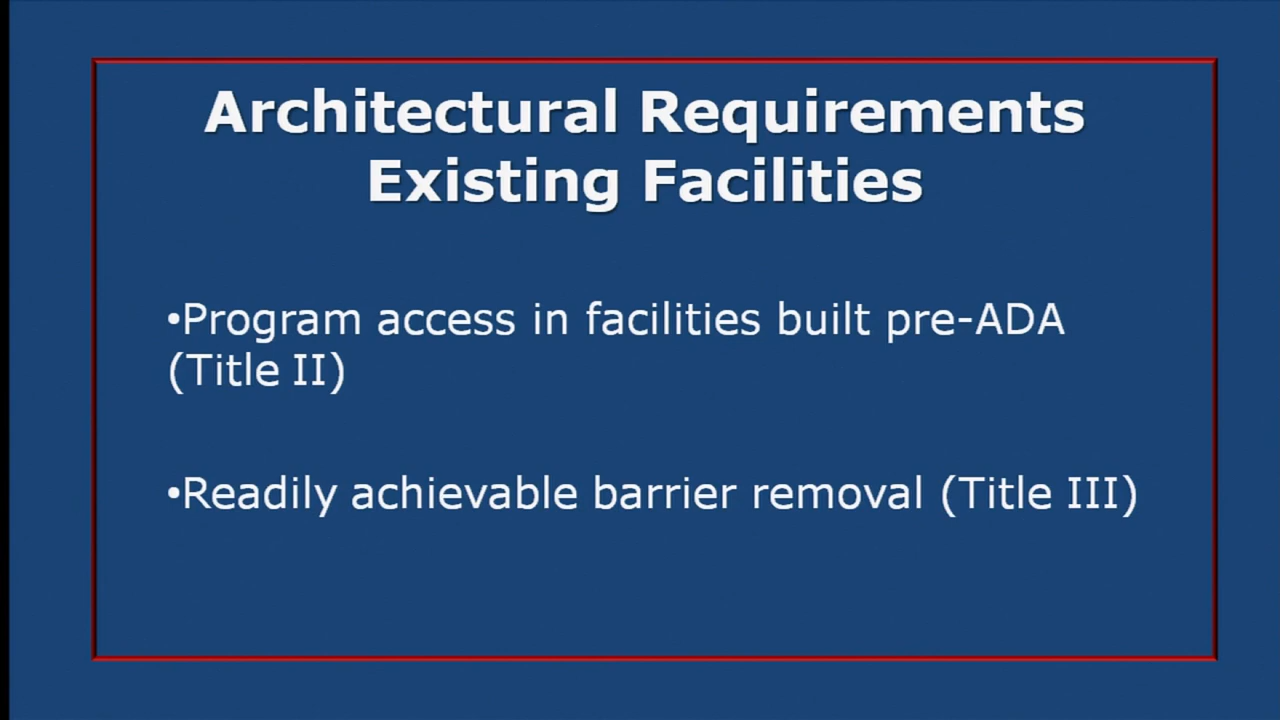 Architectural Requirements
Existing Facilities
•Program access in facilities built pre-ADA
(Title II)
•Readily achievable barrier removal (Title III)